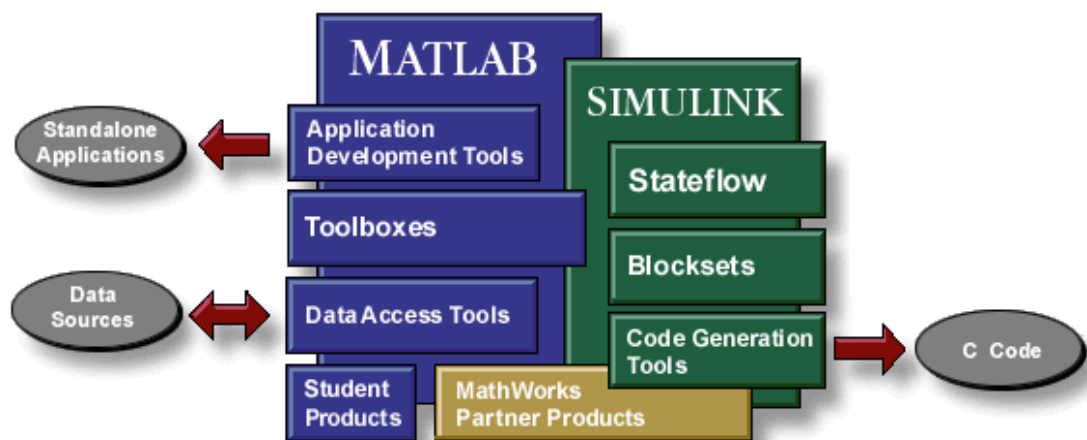 MATLAB
SIMULINK
Standalone
Applications
Application
Development Tools
Stateflow
Toolboxes
Blocksets
Data
Sources
Data Access Tools
Code Generation
Tools
C Code
Student
Products
MathWorks
Partner Products